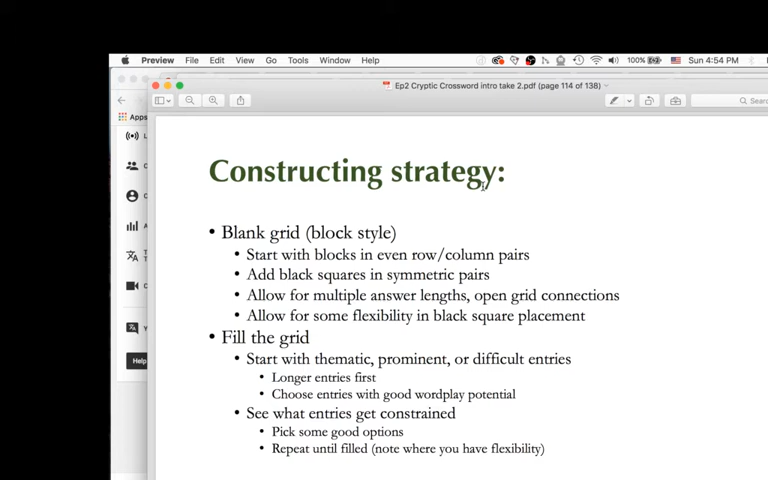 Preview File Edit View Go Tools Window Help 100% Sun 4:54 PM
Ep2 Cryptic Crossword intro take 2.pdf (page 114 of 138)
Apps
Constructing strategy:
• Blank grid (block style)
• Start with blocks in even row/column pairs
• Add black squares in symmetric pairs
• Allow for multiple answer lengths, open grid connections
• Allow for some flexibility in black square placement
• Fill the grid
• Start with thematic, prominent, or difficult entries
• Longer entries first
• Choose entries with good wordplay potential
• See what entries get constrained
• Pick some good options
• Repeat until filled (note where you have flexibility)
Help